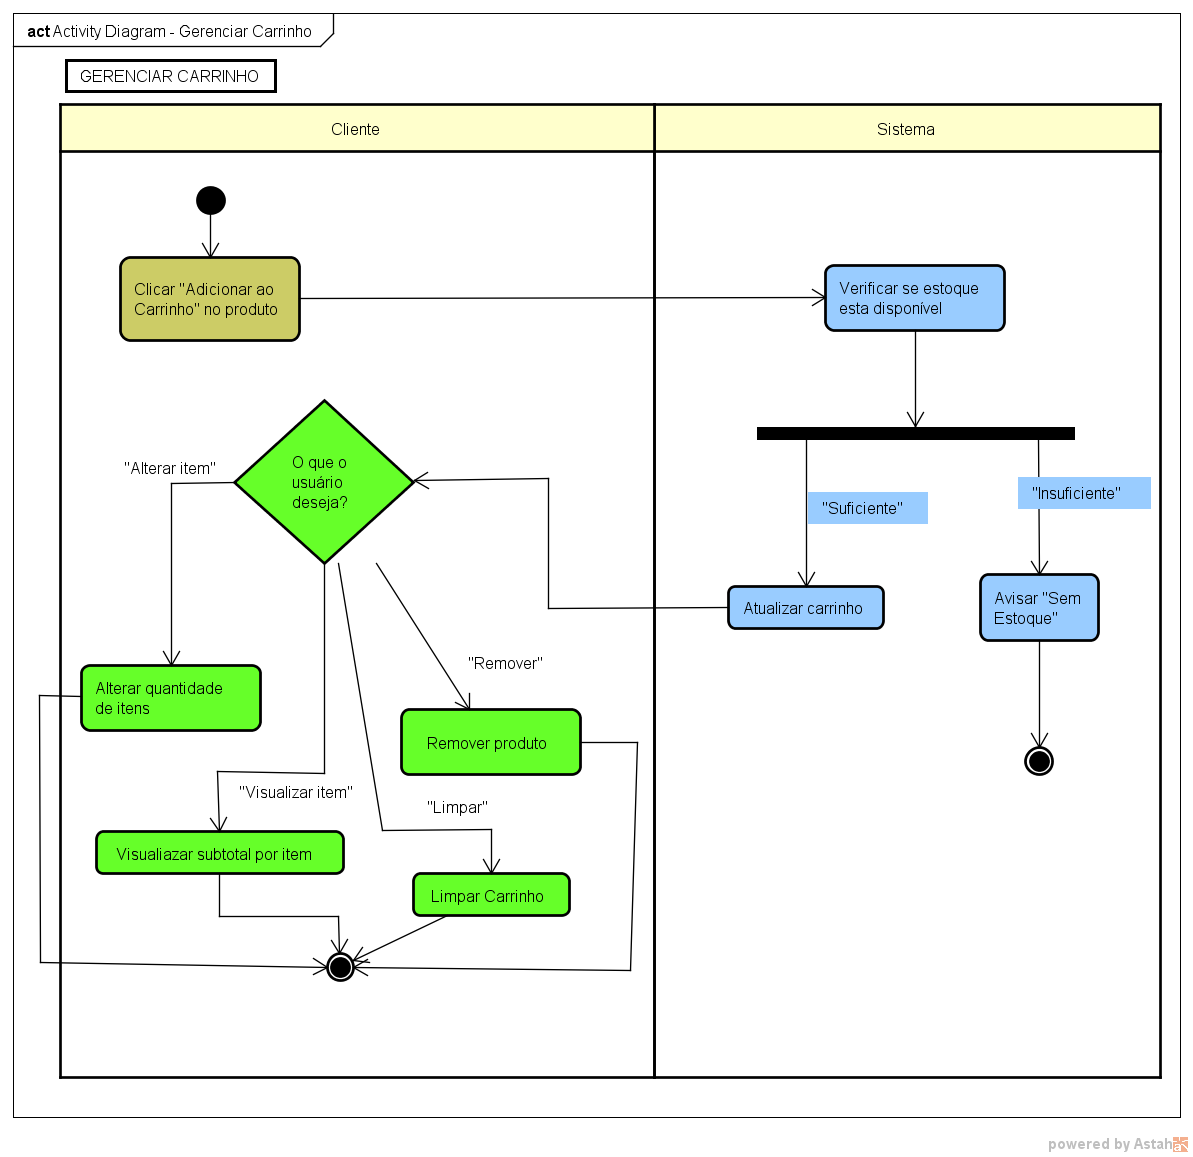 act Activity Diagram - Gerenciar Carrinho
GERENCIAR CARRINHO
Cliente
Sistema
Clicar "Adicionar ao
Carrinho" no produto
Verificar se estoque
esta disponível
"Alterar item"
O que o
usuário
deseja?
"Suficiente"
"Insuficiente"
Atualizar carrinho
Avisar "Sem
Estoque"
"Remover"
Alterar quantidade
de itens
Remover produto
"Visualizar item"
"Limpar"
Visualiazar subtotal por item
Limpar Carrinho
powered by Astah